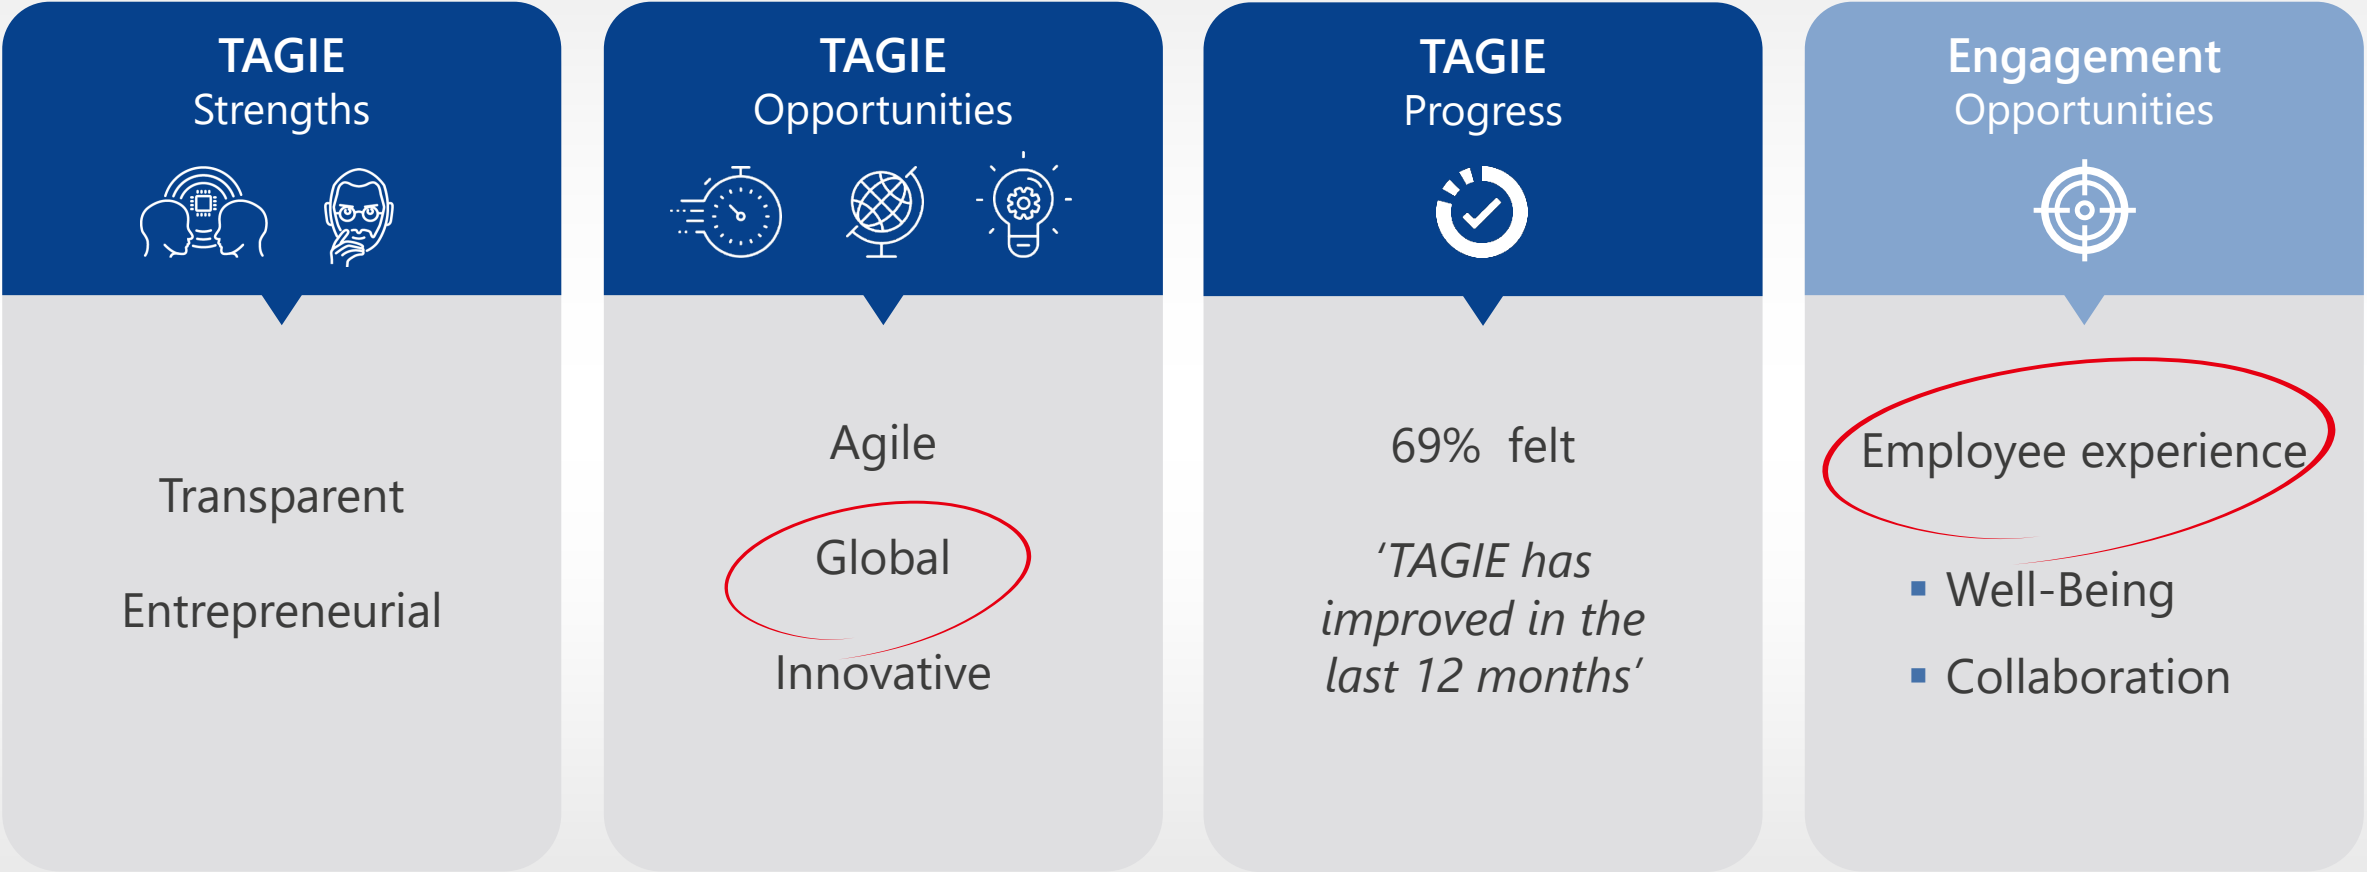 TAGIE
Strengths
Transparent
Entrepreneurial
TAGIE
Opportunities
Agile
Global
Innovative
TAGIE
Progress
69% felt
‘TAGIE has
improved in the
last 12 months’
Engagement
Opportunities
Employee experience
▪ Well-Being
▪ Collaboration